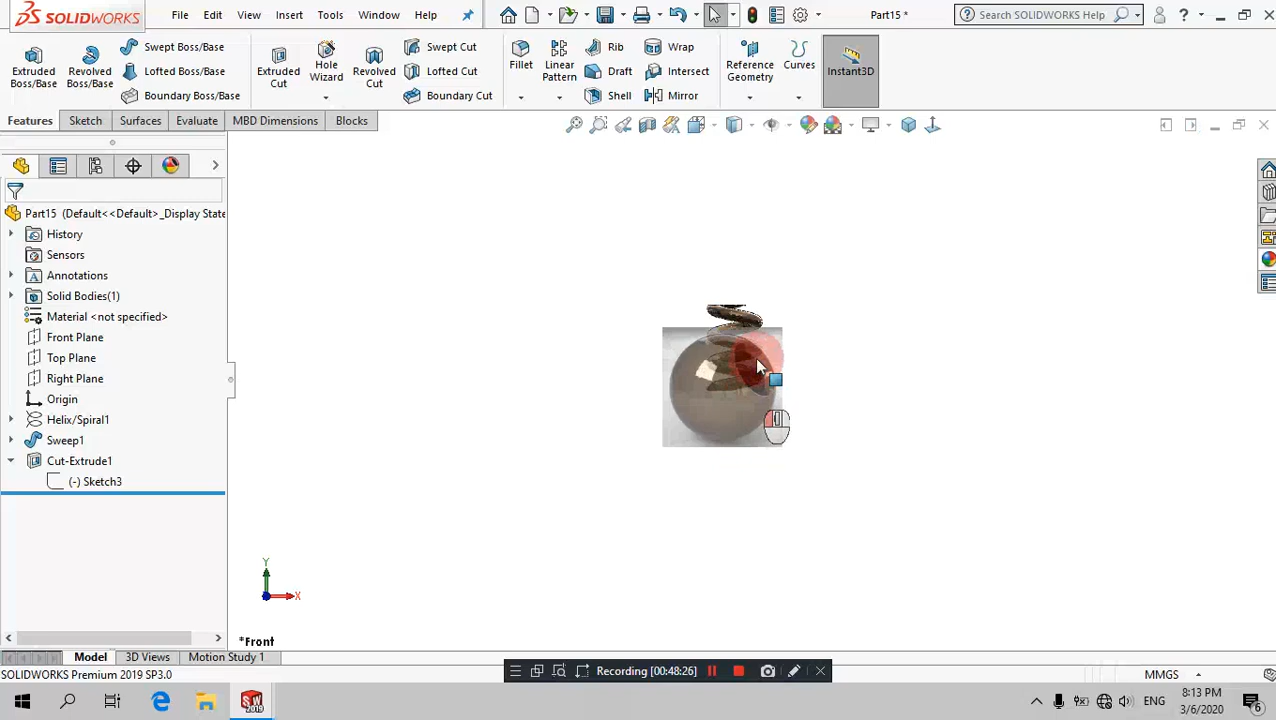 SOLIDWORKS
File Edit View Insert Tools Window Help
Part15 *
Search SOLIDWORKS Help
Extruded Boss/Base
Revolved Boss/Base
Swept Boss/Base
Lofted Boss/Base
Boundary Boss/Base
Extruded Cut
Hole Wizard
Revolved Cut
Swept Cut
Lofted Cut
Boundary Cut
Fillet
Linear Pattern
Rib
Draft
Shell
Wrap
Intersect
Mirror
Reference Geometry
Curves
Instant3D
Features Sketch Surfaces Evaluate MBD Dimensions Blocks
Part15 (Default<<Default>_Display State
History
Sensors
Annotations
Solid Bodies(1)
Material <not specified>
Front Plane
Top Plane
Right Plane
Origin
Helix/Spiral1
Sweep1
Cut-Extrude1
(-) Sketch3
Y
X
*Front
Model 3D Views Motion Study 1
SOLIDWORKS Premium 2019 SP3.0
Recording [00:48:26]
MMGS
2019
ENG
8:13 PM
3/6/2020
6